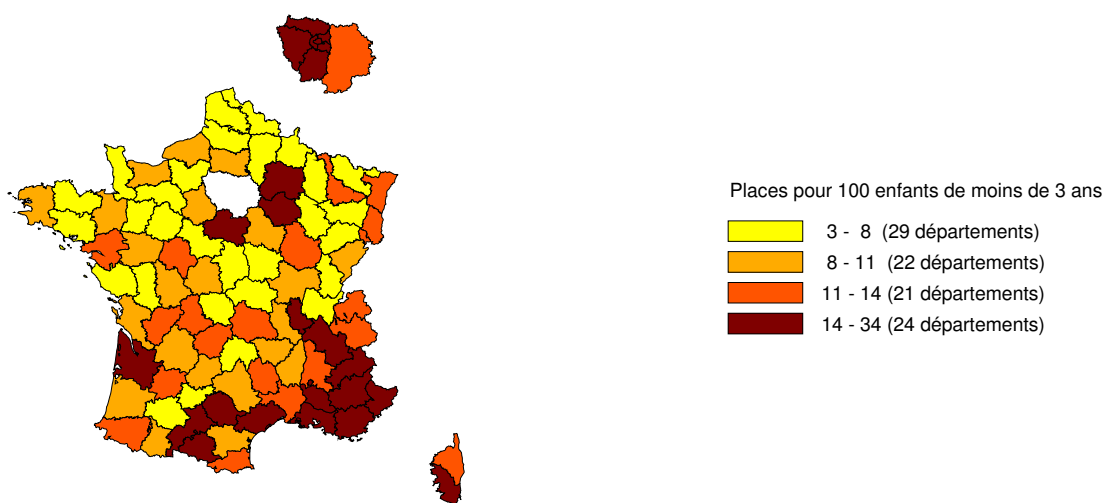 Places pour 100 enfants de moins de 3 ans
3 - 8 (29 départements)
8 - 11 (22 départements)
11 - 14 (21 départements)
14 - 34 (24 départements)